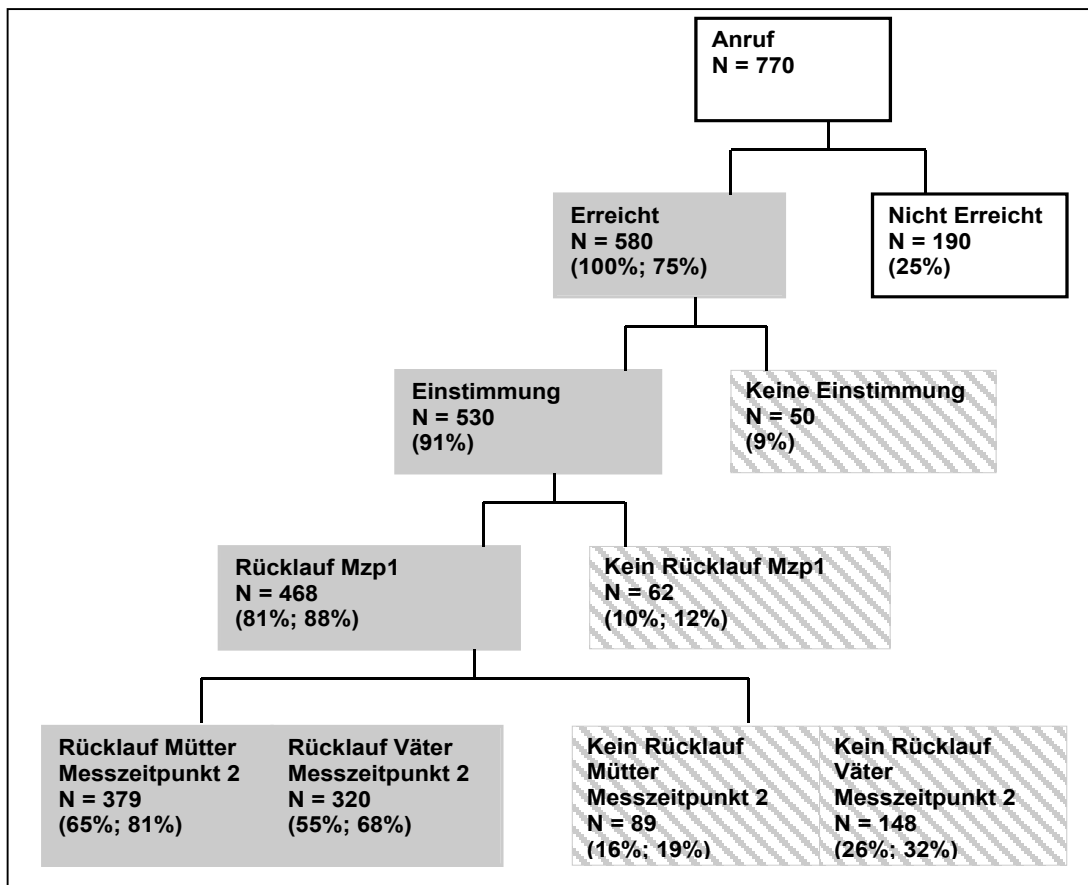 Anruf
N = 770
Erreicht
N = 580
(100%; 75%)
Nicht Erreicht
N = 190
(25%)
Einstimmung
N = 530
(91%)
Keine Einstimmung
N = 50
(9%)
Rücklauf Mzp1
N = 468
(81%; 88%)
Kein Rücklauf Mzp1
N = 62
(10%; 12%)
Rücklauf Mütter
Messzeitpunkt 2
N = 379
(65%; 81%)
Rücklauf Väter
Messzeitpunkt 2
N = 320
(55%; 68%)
Kein Rücklauf
Mütter
Messzeitpunkt 2
N = 89
(16%; 19%)
Kein Rücklauf
Väter
Messzeitpunkt 2
N = 148
(26%; 32%)